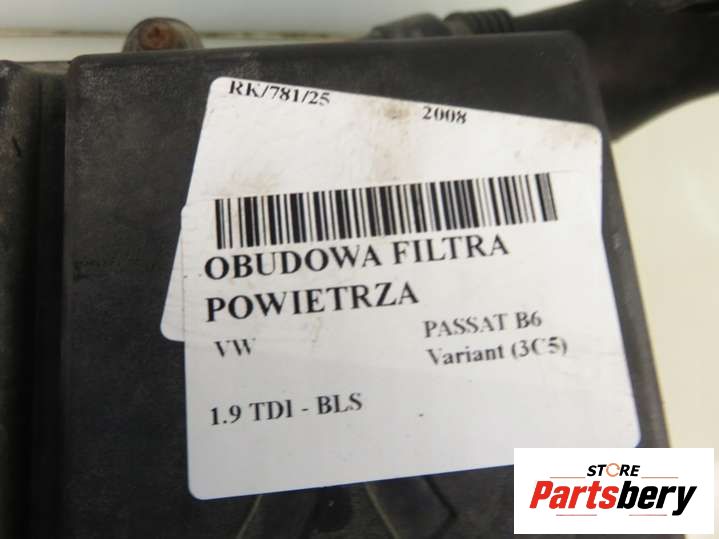 RK/781/25 2008
OBUDOWA FILTRA
POWIETRZA
VW PASSAT B6
Variant (3C5)
1.9 TDI - BLS
STORE
Partsbery